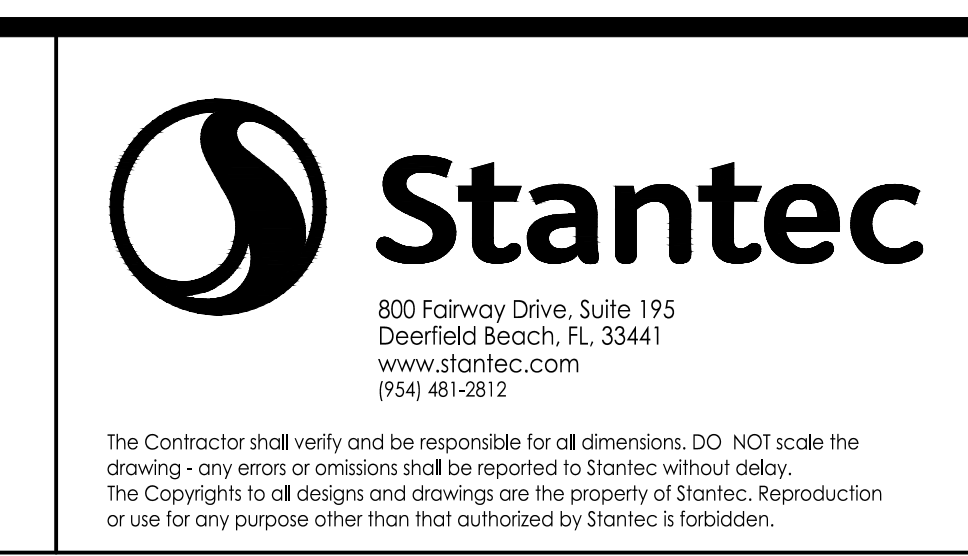 Stantec
800 Fairway Drive, Suite 195
Deerfield Beach, FL, 33441
www.stantec.com
(954) 481-2812
The Contractor shall verify and be responsible for all dimensions. DO NOT scale the
drawing - any errors or omissions shall be reported to Stantec without delay.
The Copyrights to all designs and drawings are the property of Stantec. Reproduction
or use for any purpose other than that authorized by Stantec is forbidden.